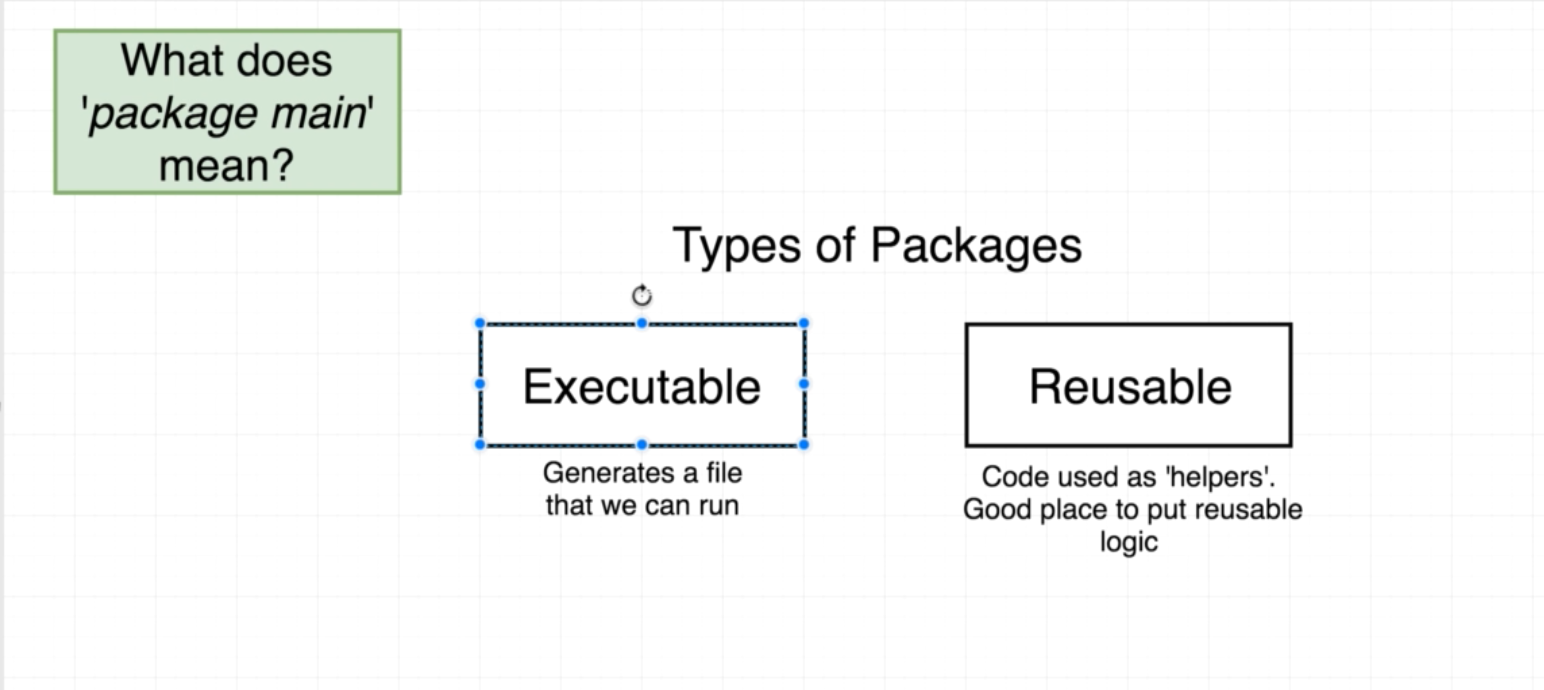 What does
'package main'
mean?
Types of Packages
Executable
Generates a file
that we can run
Reusable
Code used as 'helpers'.
Good place to put reusable
logic